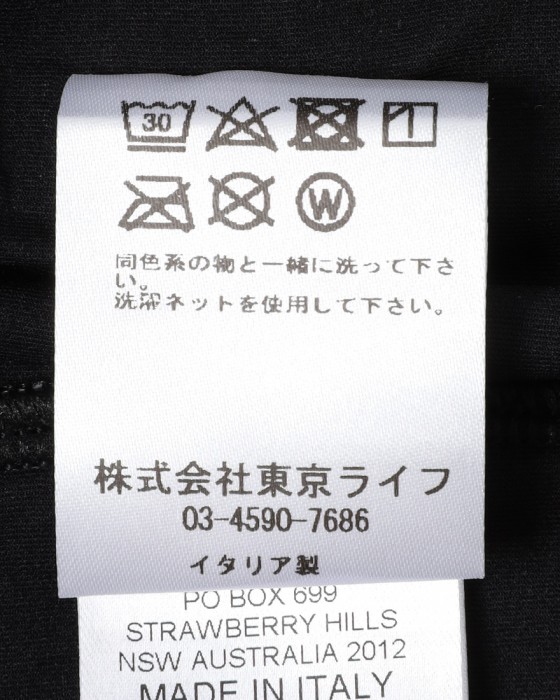 30
W
同色系の物と一緒に洗って下さ
い。
洗濯ネットを使用して下さい。
株式会社東京ライフ
03-4590-7686
イタリア製
PO BOX 699
STRAWBERRY HILLS
NSW AUSTRALIA 2012
MADE IN ITALY